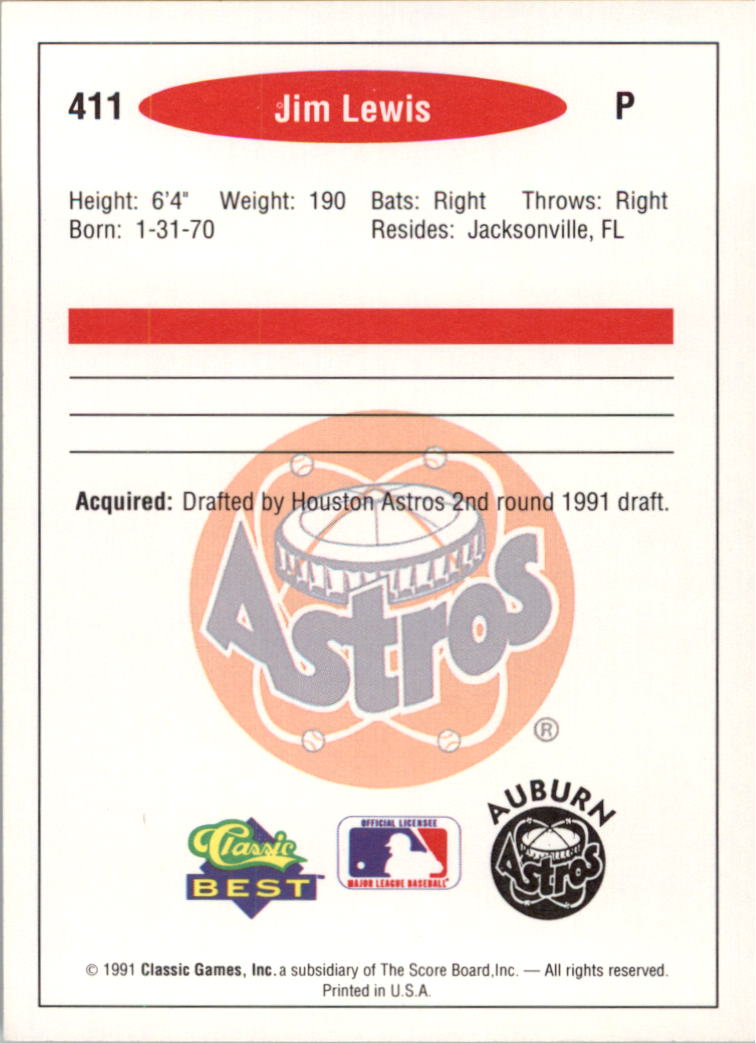 411 Jim Lewis P
Height: 6'4" Weight: 190 Bats: Right Throws: Right
Born: 1-31-70 Resides: Jacksonville, FL
Acquired: Drafted by Houston Astros 2nd round 1991 draft.
Astros
®
Classic
BEST™
OFFICIAL LICENSEE
MAJOR LEAGUE BASEBALL™
AUBURN
Astros
© 1991 Classic Games, Inc. a subsidiary of The Score Board, Inc. — All rights reserved.
Printed in U.S.A.